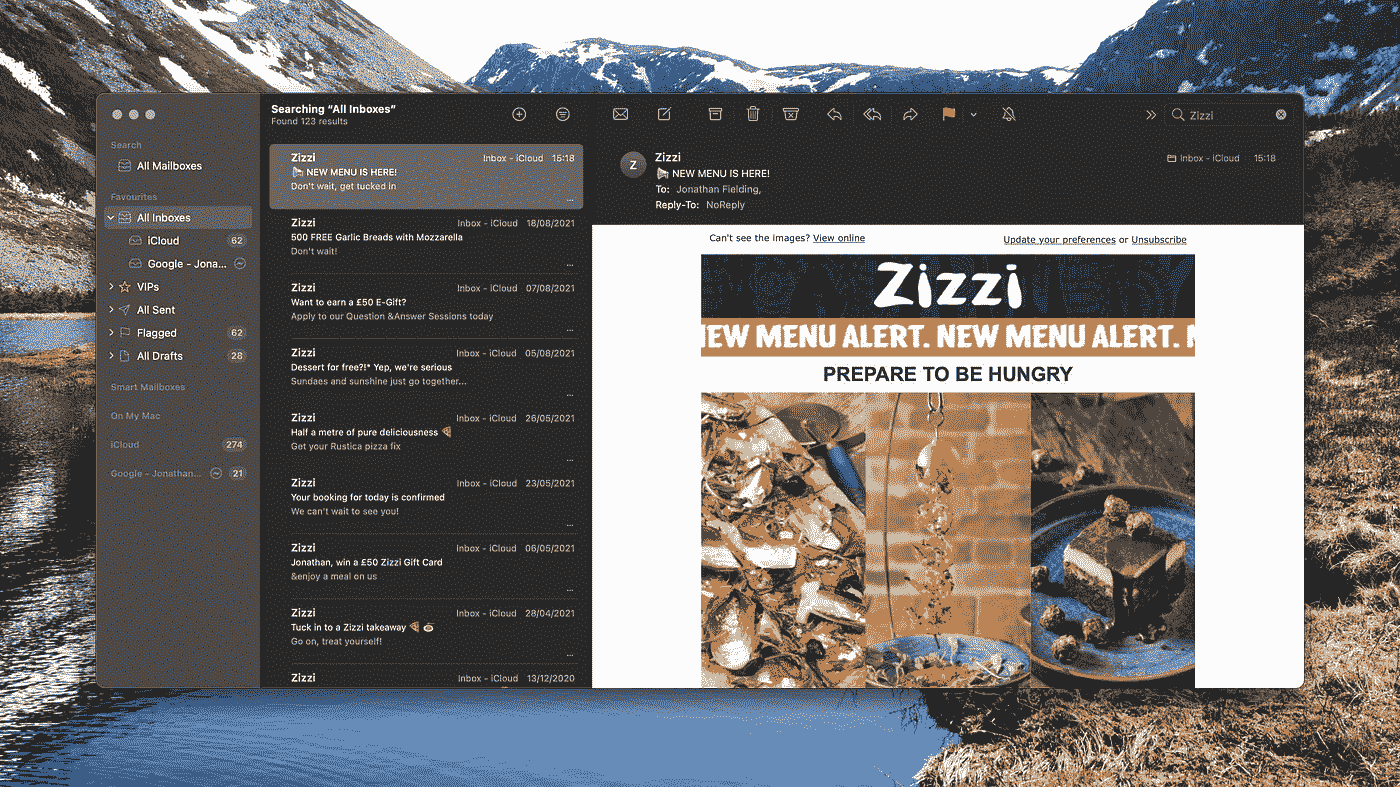 Searching “All Inboxes”
Found 123 results
Zizzi
Search
All Mailboxes
Favourites
All Inboxes
iCloud 62
Google - Jona...
VIPs
All Sent
Flagged 62
All Drafts 28
Smart Mailboxes
On My Mac
iCloud 274
Google - Jonathan... 21
Zizzi Inbox - iCloud 15:18
NEW MENU IS HERE!
Don't wait, get tucked in
...
Zizzi Inbox - iCloud 18/08/2021
500 FREE Garlic Breads with Mozzarella
Don't wait!
...
Zizzi Inbox - iCloud 07/08/2021
Want to earn a £50 E-Gift?
Apply to our Question &Answer Sessions today
...
Zizzi Inbox - iCloud 05/08/2021
Dessert for free?!* Yep, we're serious
Sundaes and sunshine just go together...
...
Zizzi Inbox - iCloud 26/05/2021
Half a metre of pure deliciousness 🍕
Get your Rustica pizza fix
...
Zizzi Inbox - iCloud 23/05/2021
Your booking for today is confirmed
We can't wait to see you!
...
Zizzi Inbox - iCloud 06/05/2021
Jonathan, win a £50 Zizzi Gift Card
&enjoy a meal on us
...
Zizzi Inbox - iCloud 28/04/2021
Tuck in to a Zizzi takeaway 🍕 🍝
Go on, treat yourself!
...
Zizzi Inbox - iCloud 13/12/2020
Z
Zizzi Inbox - iCloud 15:18
NEW MENU IS HERE!
To: Jonathan Fielding,
Reply-To: NoReply
Can't see the images? View online Update your preferences or Unsubscribe
Zizzi
NEW MENU ALERT. NEW MENU ALERT. N
PREPARE TO BE HUNGRY